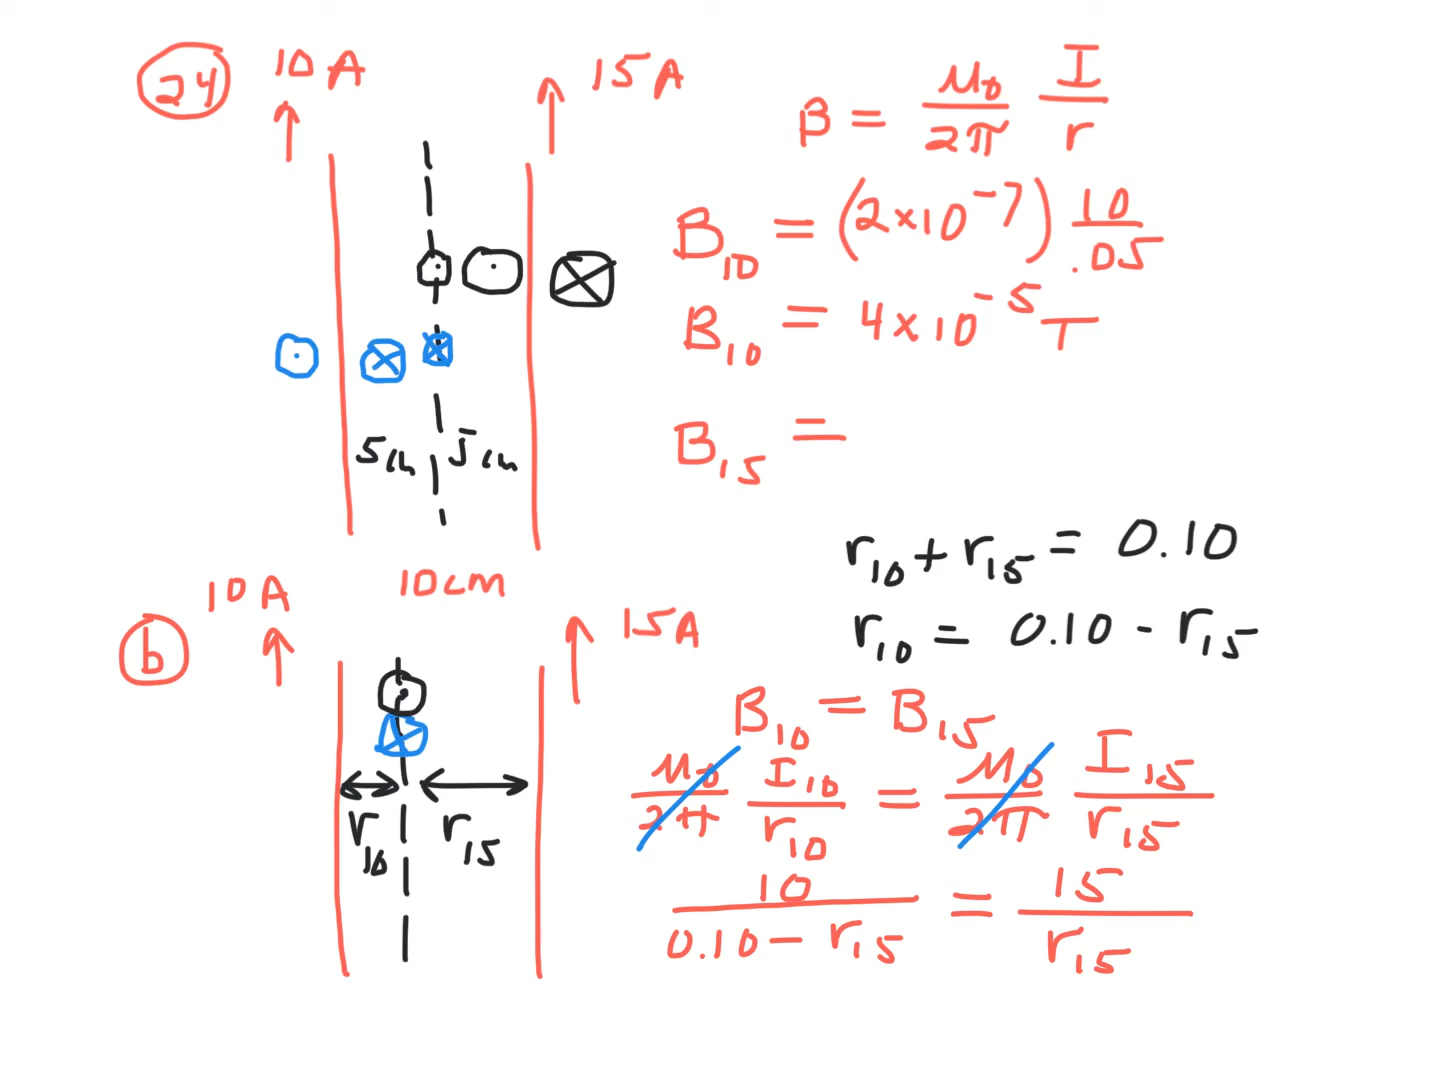 24
10 A
15 A
B = μ₀/2π I/r
B₁₀ = (2×10⁻⁷) 10/.05
B₁₀ = 4×10⁻⁵ T
B₁₅ =
5cm 5cm
10cm
r₁₀ + r₁₅ = 0.10
r₁₀ = 0.10 - r₁₅
b
10 A
15A
r₁₀ r₁₅
B₁₀ = B₁₅
μ₀/2π I₁₀/r₁₀ = μ₀/2π I₁₅/r₁₅
10/(0.10 - r₁₅) = 15/r₁₅